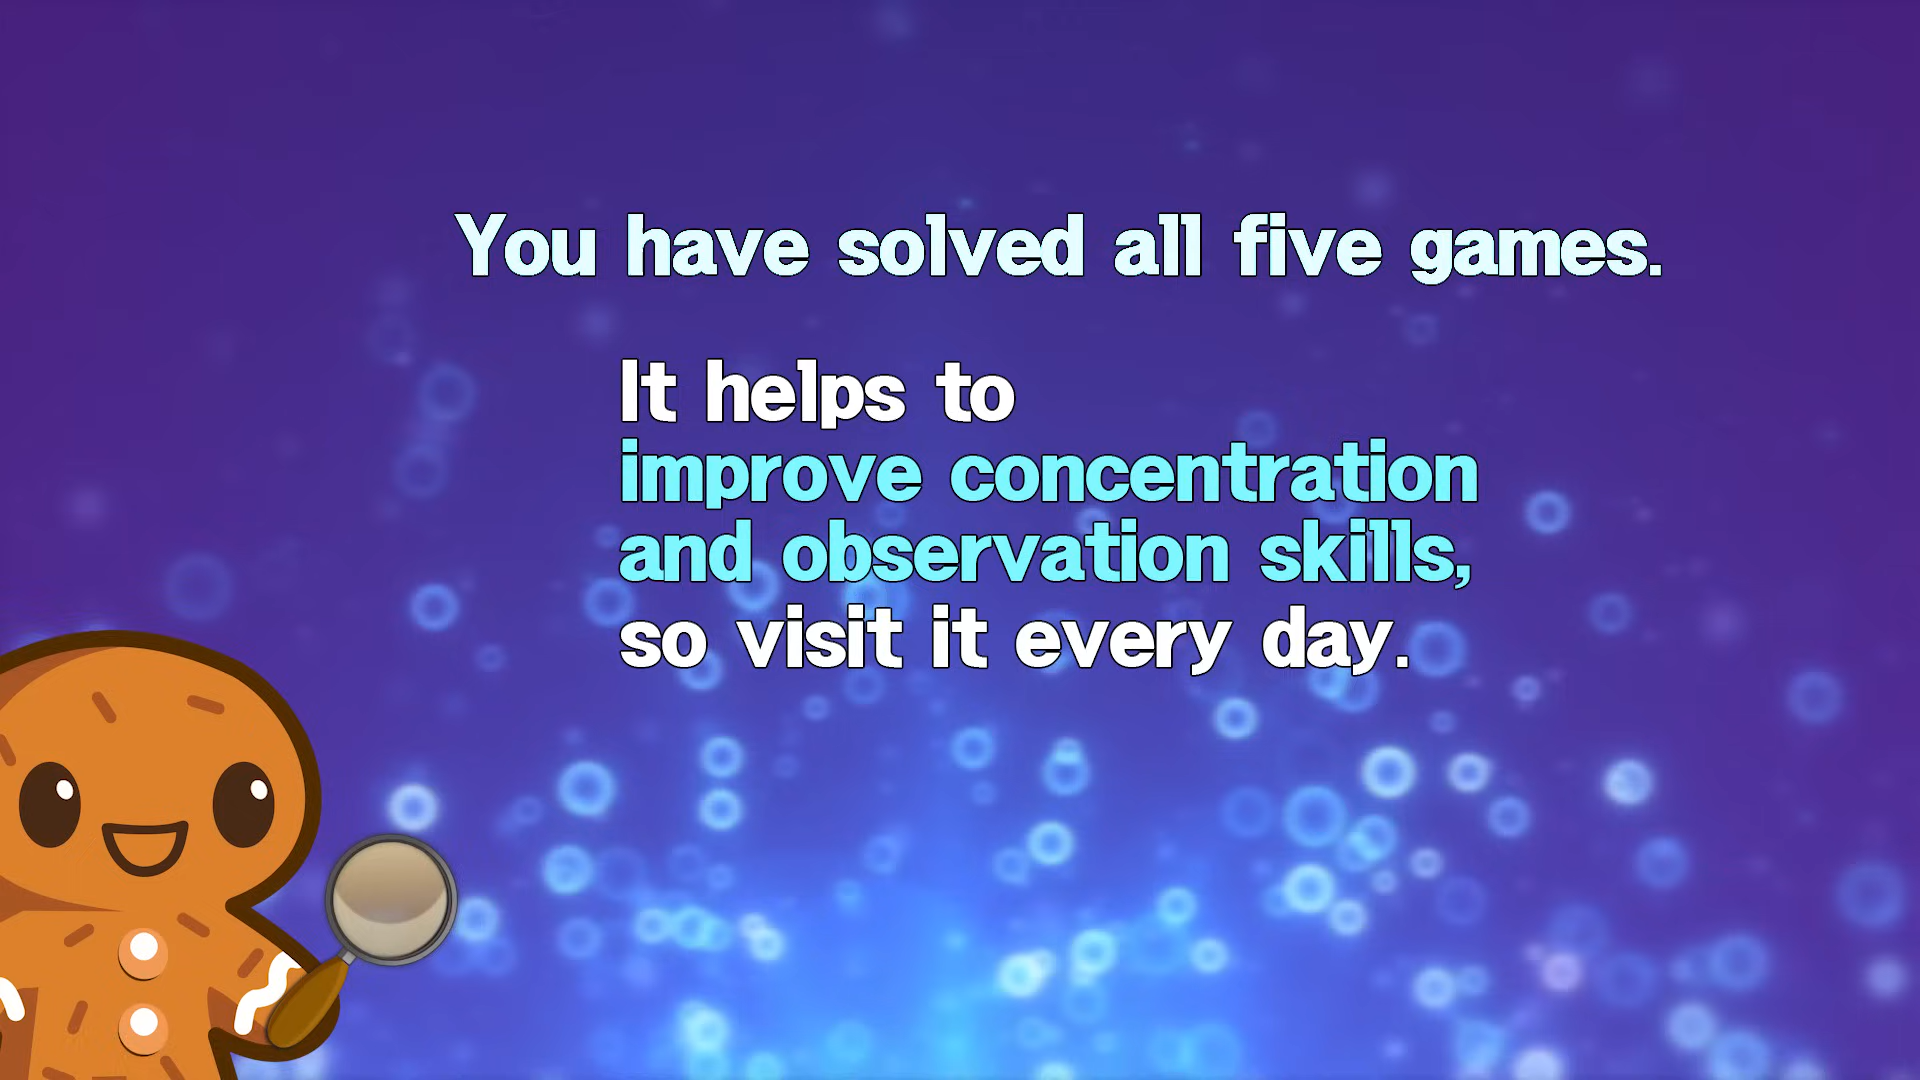 You have solved all five games.
It helps to
improve concentration
and observation skills,
so visit it every day.